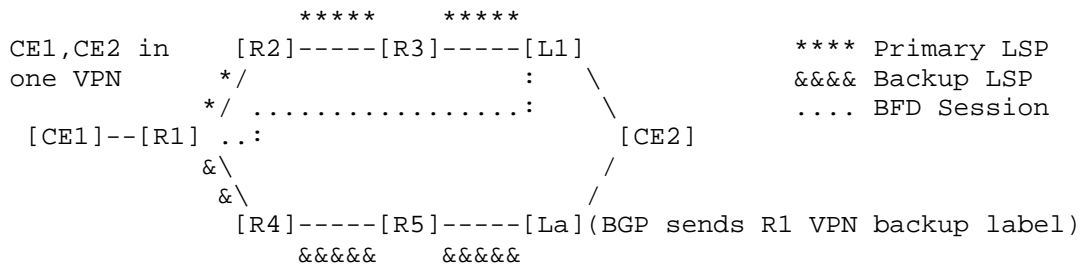 *****     *****
CE1,CE2 in     [R2]-----[R3]-----[L1]             **** Primary LSP
one VPN       */                  :   \           &&&& Backup LSP
            */ ..................:    \          .... BFD Session
 [CE1]--[R1] ..:                       [CE2]
            &\                         /
             &\                       /
               [R4]-----[R5]-----[La](BGP sends R1 VPN backup label)
                   &&&&&     &&&&&